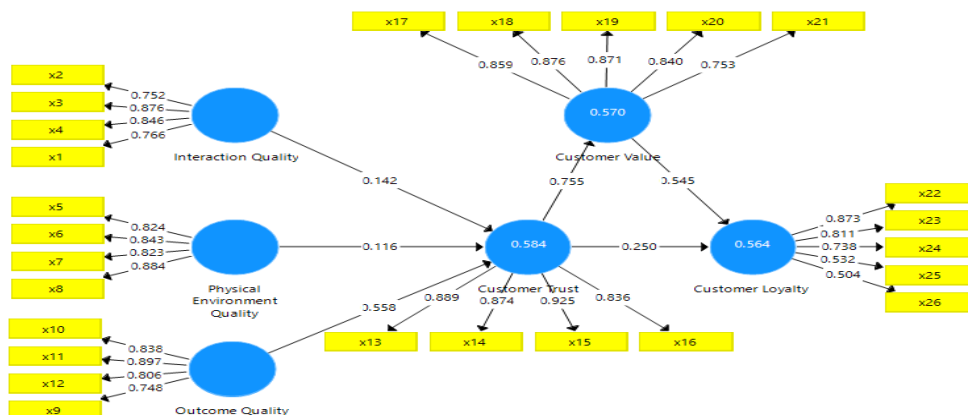 x17
x18
x19
x20
x21
0.859
0.876
0.871
0.840
0.753
0.570
Customer Value
x2
x3
x4
x1
0.752
0.876
0.846
0.766
Interaction Quality
0.142
0.755
0.545
x5
x6
x7
x8
0.824
0.843
0.823
0.884
Physical
Environment
Quality
0.116
0.584
Customer Trust
0.250
0.564
Customer Loyalty
x22
x23
x24
x25
x26
0.873
0.811
0.738
0.532
0.504
0.558
0.889
0.874
0.925
0.836
x13
x14
x15
x16
x10
x11
x12
x9
0.838
0.897
0.806
0.748
Outcome Quality